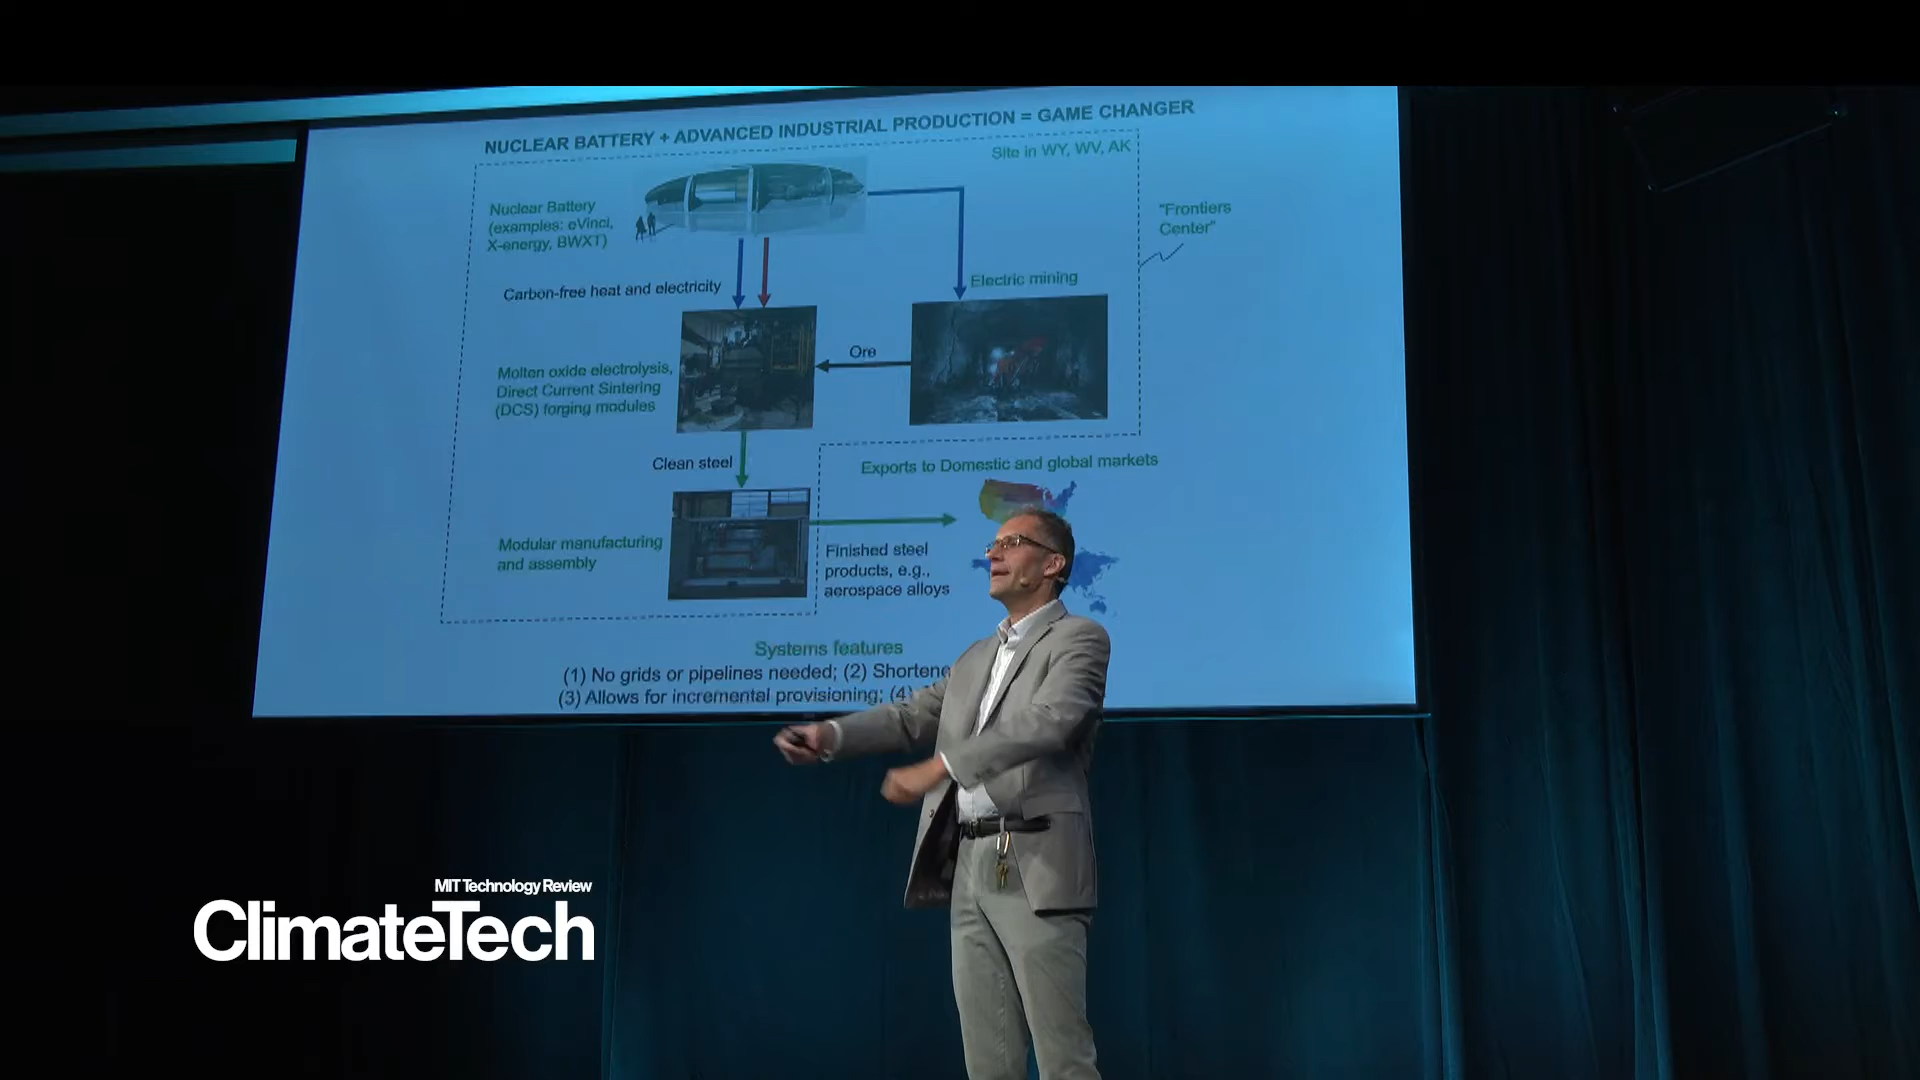 NUCLEAR BATTERY + ADVANCED INDUSTRIAL PRODUCTION = GAME CHANGER
Site in WY, WV, AK
Nuclear Battery
(examples: eVinci,
X-energy, BWXT)
"Frontiers
Center"
Carbon-free heat and electricity
Electric mining
Ore
Molten oxide electrolysis,
Direct Current Sintering
(DCS) forging modules
Clean steel
Exports to Domestic and global markets
Modular manufacturing
and assembly
Finished steel
products, e.g.,
aerospace alloys
Systems features
(1) No grids or pipelines needed; (2)
(3) Allows for incremental provisioning; (4)
MIT Technology Review
ClimateTech